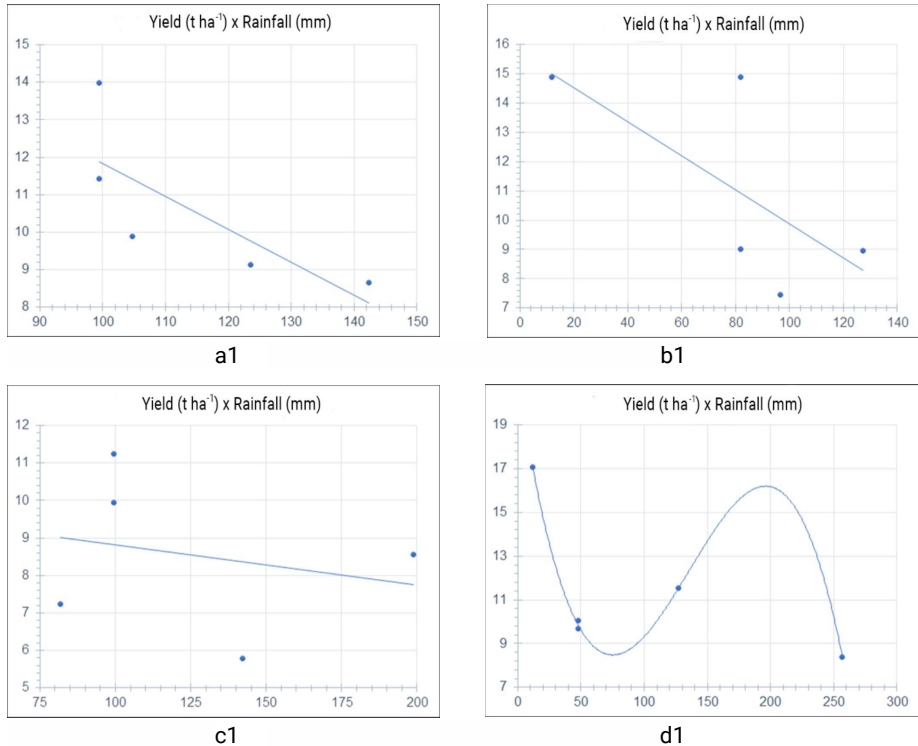 Yield (t ha⁻¹) x Rainfall (mm)
15
14
13
12
11
10
9
8
90 100 110 120 130 140 150
a1
Yield (t ha⁻¹) x Rainfall (mm)
16
15
14
13
12
11
10
9
8
7
0 20 40 60 80 100 120 140
b1
Yield (t ha⁻¹) x Rainfall (mm)
12
11
10
9
8
7
6
5
75 100 125 150 175 200
c1
Yield (t ha⁻¹) x Rainfall (mm)
19
17
15
13
11
9
7
0 50 100 150 200 250 300
d1